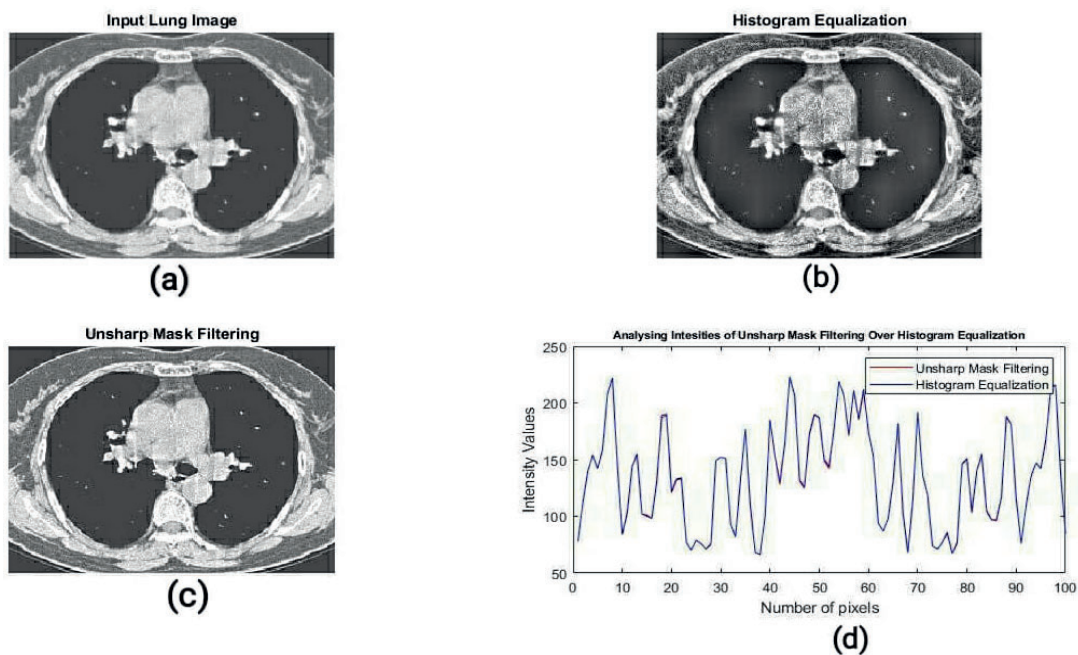 Input Lung Image
Histogram Equalization
(a)
(b)
Unsharp Mask Filtering
(c)
Analysing Intesities of Unsharp Mask Filtering Over Histogram Equalization
250
200
150
100
50
Intensity Values
Unsharp Mask Filtering
Histogram Equalization
0 10 20 30 40 50 60 70 80 90 100
Number of pixels
(d)